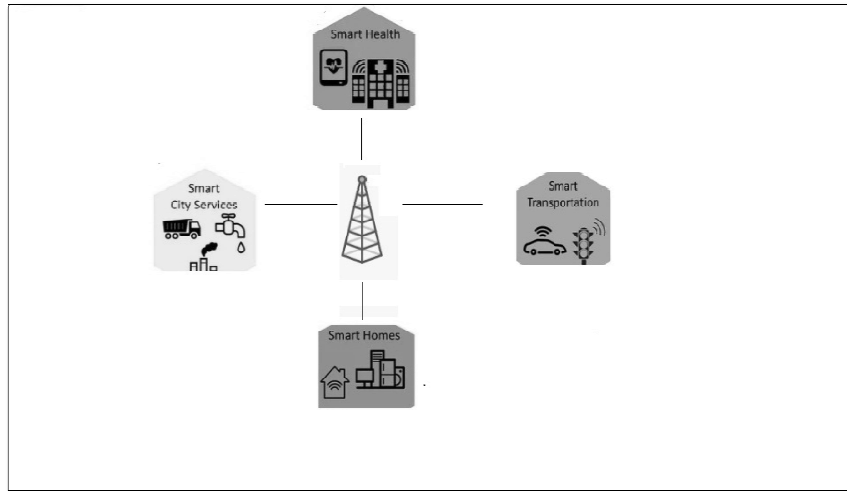 Smart Health
Smart
City Services
Smart
Transportation
Smart Homes